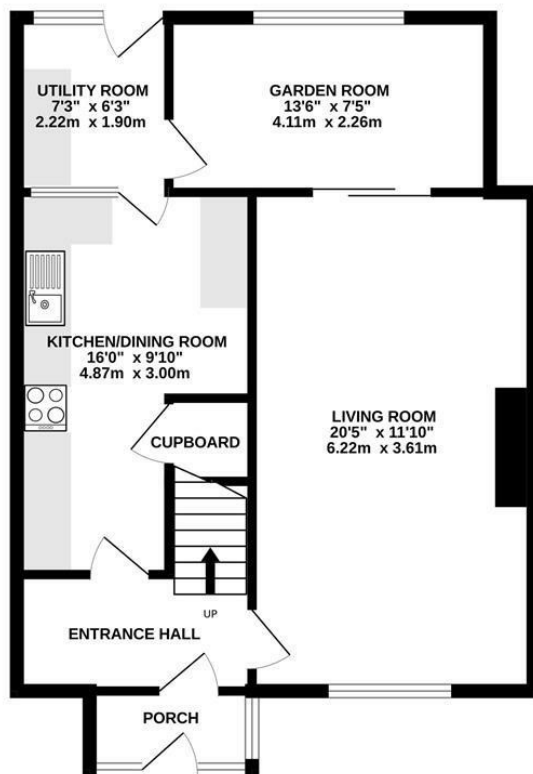 UTILITY ROOM
7'3" x 6'3"
2.22m x 1.90m
GARDEN ROOM
13'6" x 7'5"
4.11m x 2.26m
KITCHEN/DINING ROOM
16'0" x 9'10"
4.87m x 3.00m
LIVING ROOM
20'5" x 11'10"
6.22m x 3.61m
CUPBOARD
UP
ENTRANCE HALL
PORCH